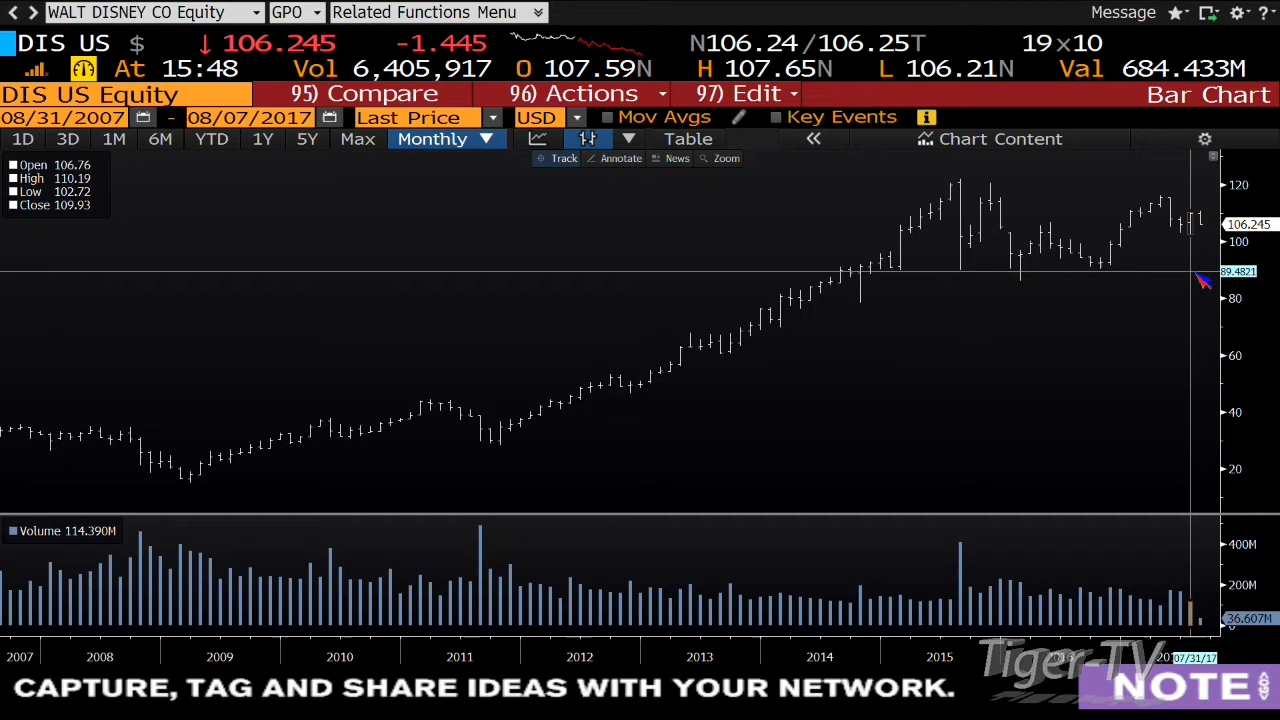 WALT DISNEY CO Equity GPO Related Functions Menu Message ?
DIS US $ ↓ 106.245 -1.445 N106.24 /106.25T 19x10
At 15:48 Vol 6,405,917 O 107.59N H 107.65N L 106.21N Val 684.433M
DIS US Equity 95) Compare 96) Actions 97) Edit Bar Chart
08/31/2007 - 08/07/2017 Last Price USD Mov Avgs Key Events i
1D 3D 1M 6M YTD 1Y 5Y Max Monthly ▼ Table « Chart Content
Track Annotate News Zoom
Open 106.76
High 110.19
Low 102.72
Close 109.93
120
106.245
100
89.4821
80
60
40
20
Volume 114.390M
400M
200M
36.607M
0
2007 2008 2009 2010 2011 2012 2013 2014 2015 2016 07/31/17
Tiger-TV
CAPTURE, TAG AND SHARE IDEAS WITH YOUR NETWORK. NOTE